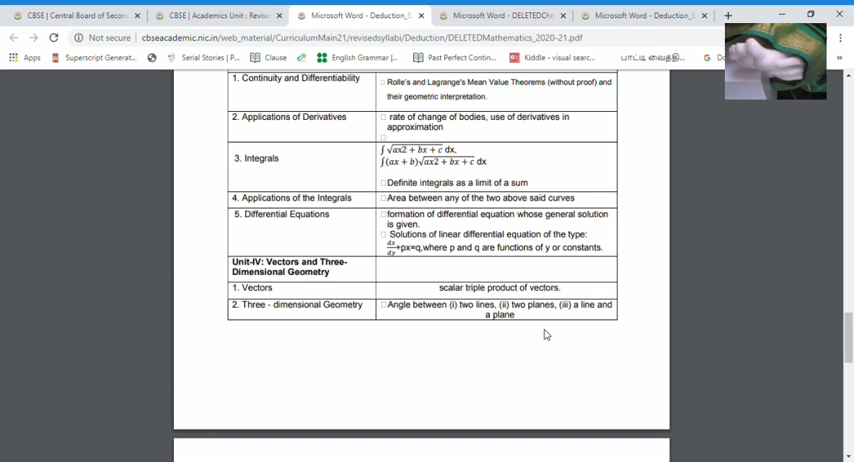 CBSE | Central Board of Secon
CBSE | Academics Unit : Revise
Microsoft Word - Deduction_S
Microsoft Word - DELETEDChe
Microsoft Word - Deduction_S
Not secure | cbseacademic.nic.in/web_material/CurriculumMain21/revisedsyllabi/Deduction/DELETEDMathematics_2020-21.pdf
Apps
Superscript Generat...
Serial Stories | P...
Clause
English Grammar |...
Past Perfect Contin...
Kiddle - visual searc...
பாட்டி வைத்தி...
G Do
»
1. Continuity and Differentiability
□ Rolle's and Lagrange's Mean Value Theorems (without proof) and
their geometric interpretation.
2. Applications of Derivatives
□ rate of change of bodies, use of derivatives in
approximation
□
3. Integrals
∫ √ax2 + bx + c dx,
∫(ax + b)√ax2 + bx + c dx
□Definite integrals as a limit of a sum
4. Applications of the Integrals
□Area between any of the two above said curves
5. Differential Equations
□formation of differential equation whose general solution
is given.
□ Solutions of linear differential equation of the type:
dx/dy+px=q,where p and q are functions of y or constants.
Unit-IV: Vectors and Three-
Dimensional Geometry
1. Vectors
scalar triple product of vectors.
2. Three - dimensional Geometry
□Angle between (i) two lines, (ii) two planes, (iii) a line and
a plane